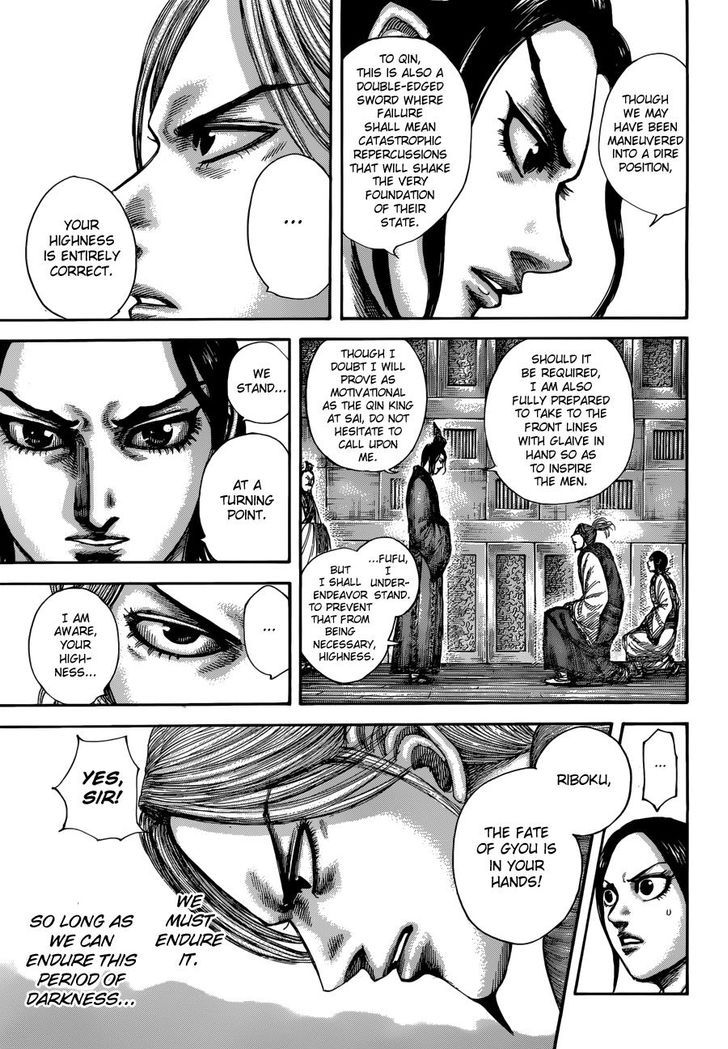 THOUGH
WE MAY
HAVE BEEN
MANEUVERED
INTO A DIRE
POSITION,
TO QIN,
THIS IS ALSO A
DOUBLE-EDGED
SWORD WHERE
FAILURE
SHALL MEAN
CATASTROPHIC
REPERCUSSIONS
THAT WILL SHAKE
THE VERY
FOUNDATION
OF THEIR
STATE.
...
YOUR
HIGHNESS
IS ENTIRELY
CORRECT.
SHOULD IT
BE REQUIRED,
I AM ALSO
FULLY PREPARED
TO TAKE TO THE
FRONT LINES
WITH GLAIVE IN
HAND SO AS
TO INSPIRE
THE MEN.
THOUGH I
DOUBT I WILL
PROVE AS
MOTIVATIONAL
AS THE QIN KING
AT SAI, DO NOT
HESITATE TO
CALL UPON
ME.
...FUFU,
I
UNDER-
STAND.
BUT
I SHALL
ENDEAVOR
TO PREVENT
THAT FROM
BEING
NECESSARY,
HIGHNESS.
WE
STAND...
AT A
TURNING
POINT.
...
I AM
AWARE,
YOUR
HIGH-
NESS...
...
RIBOKU,
THE FATE
OF GYOU IS
IN YOUR
HANDS!
YES,
SIR!
WE
MUST
ENDURE
IT.
SO LONG AS
WE CAN
ENDURE THIS
PERIOD OF
DARKNESS...